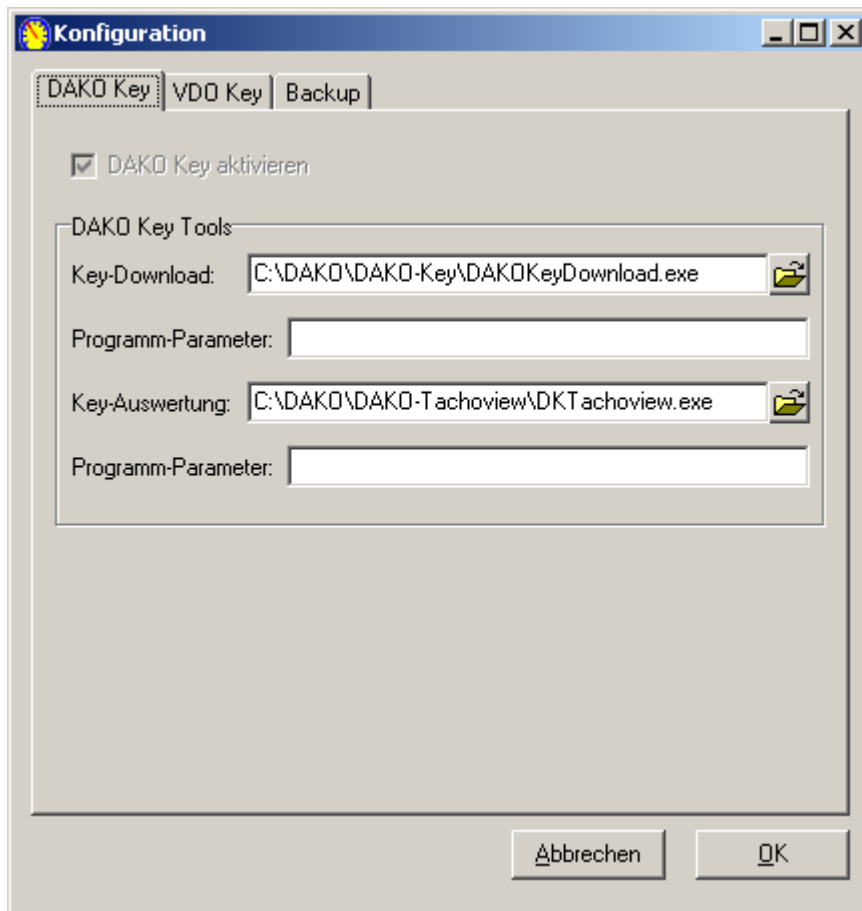 Konfiguration
DAKO Key VDO Key Backup
DAKO Key aktivieren
DAKO Key Tools
Key-Download: C:\DAKO\DAKO-Key\DAKOKeyDownload.exe
Programm-Parameter:
Key-Auswertung: C:\DAKO\DAKO-Tachoview\DKTachoview.exe
Programm-Parameter:
Abbrechen OK